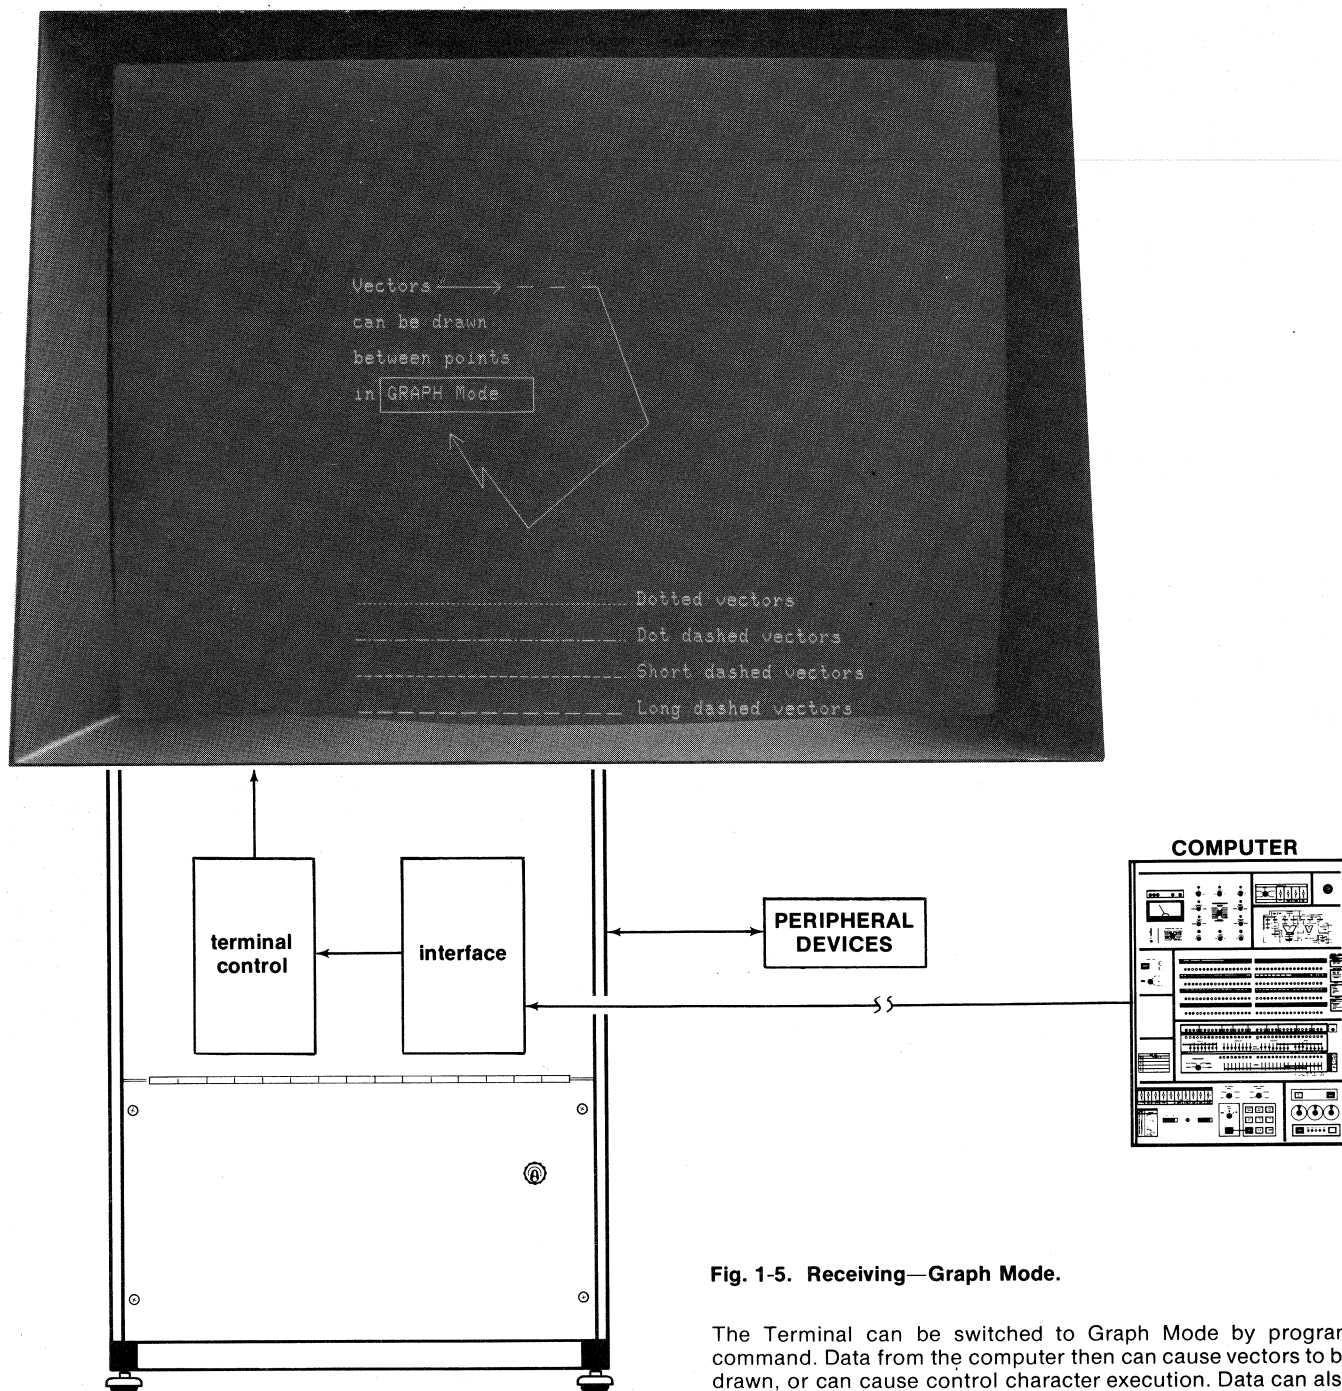 Vectors
can be drawn
between points
in GRAPH Mode
Dotted vectors
Dot dashed vectors
Short dashed vectors
Long dashed vectors
COMPUTER
terminal
control
interface
PERIPHERAL
DEVICES
Fig. 1-5. Receiving—Graph Mode.
The Terminal can be switched to Graph Mode by progra
command. Data from the computer then can cause vectors to b
drawn, or can cause control character execution. Data can als